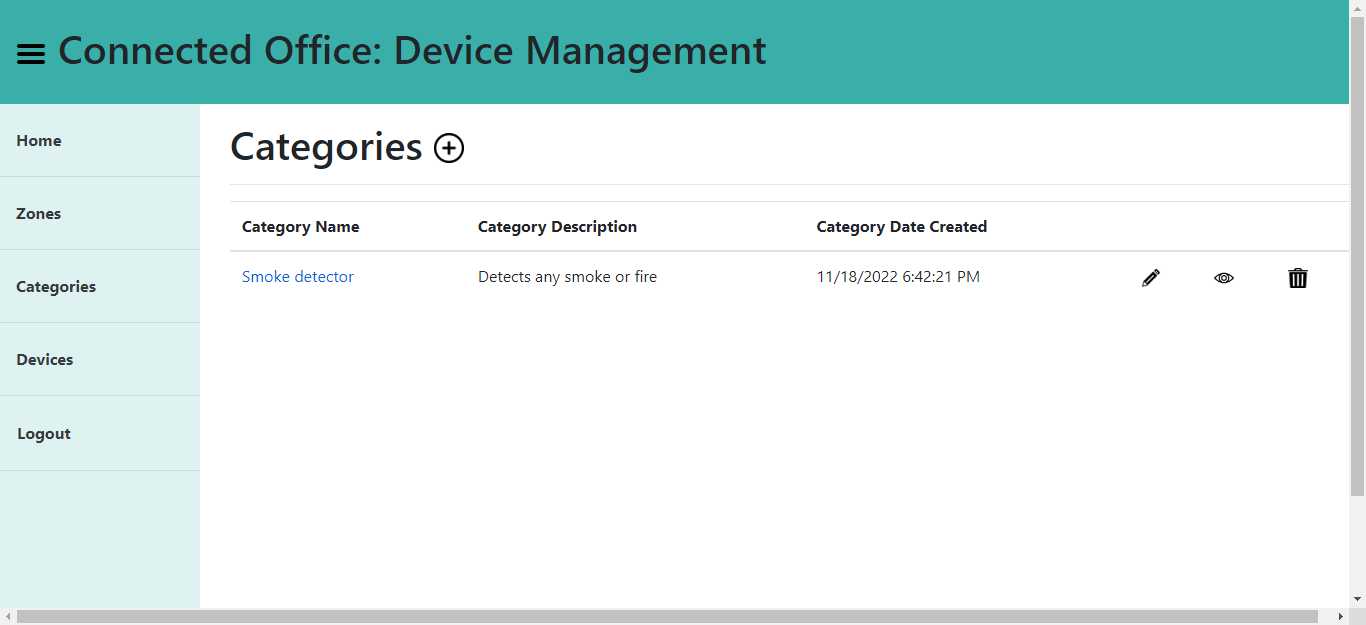 Connected Office: Device Management
Home
Zones
Categories
Devices
Logout
Categories
Category Name Category Description Category Date Created
Smoke detector Detects any smoke or fire 11/18/2022 6:42:21 PM